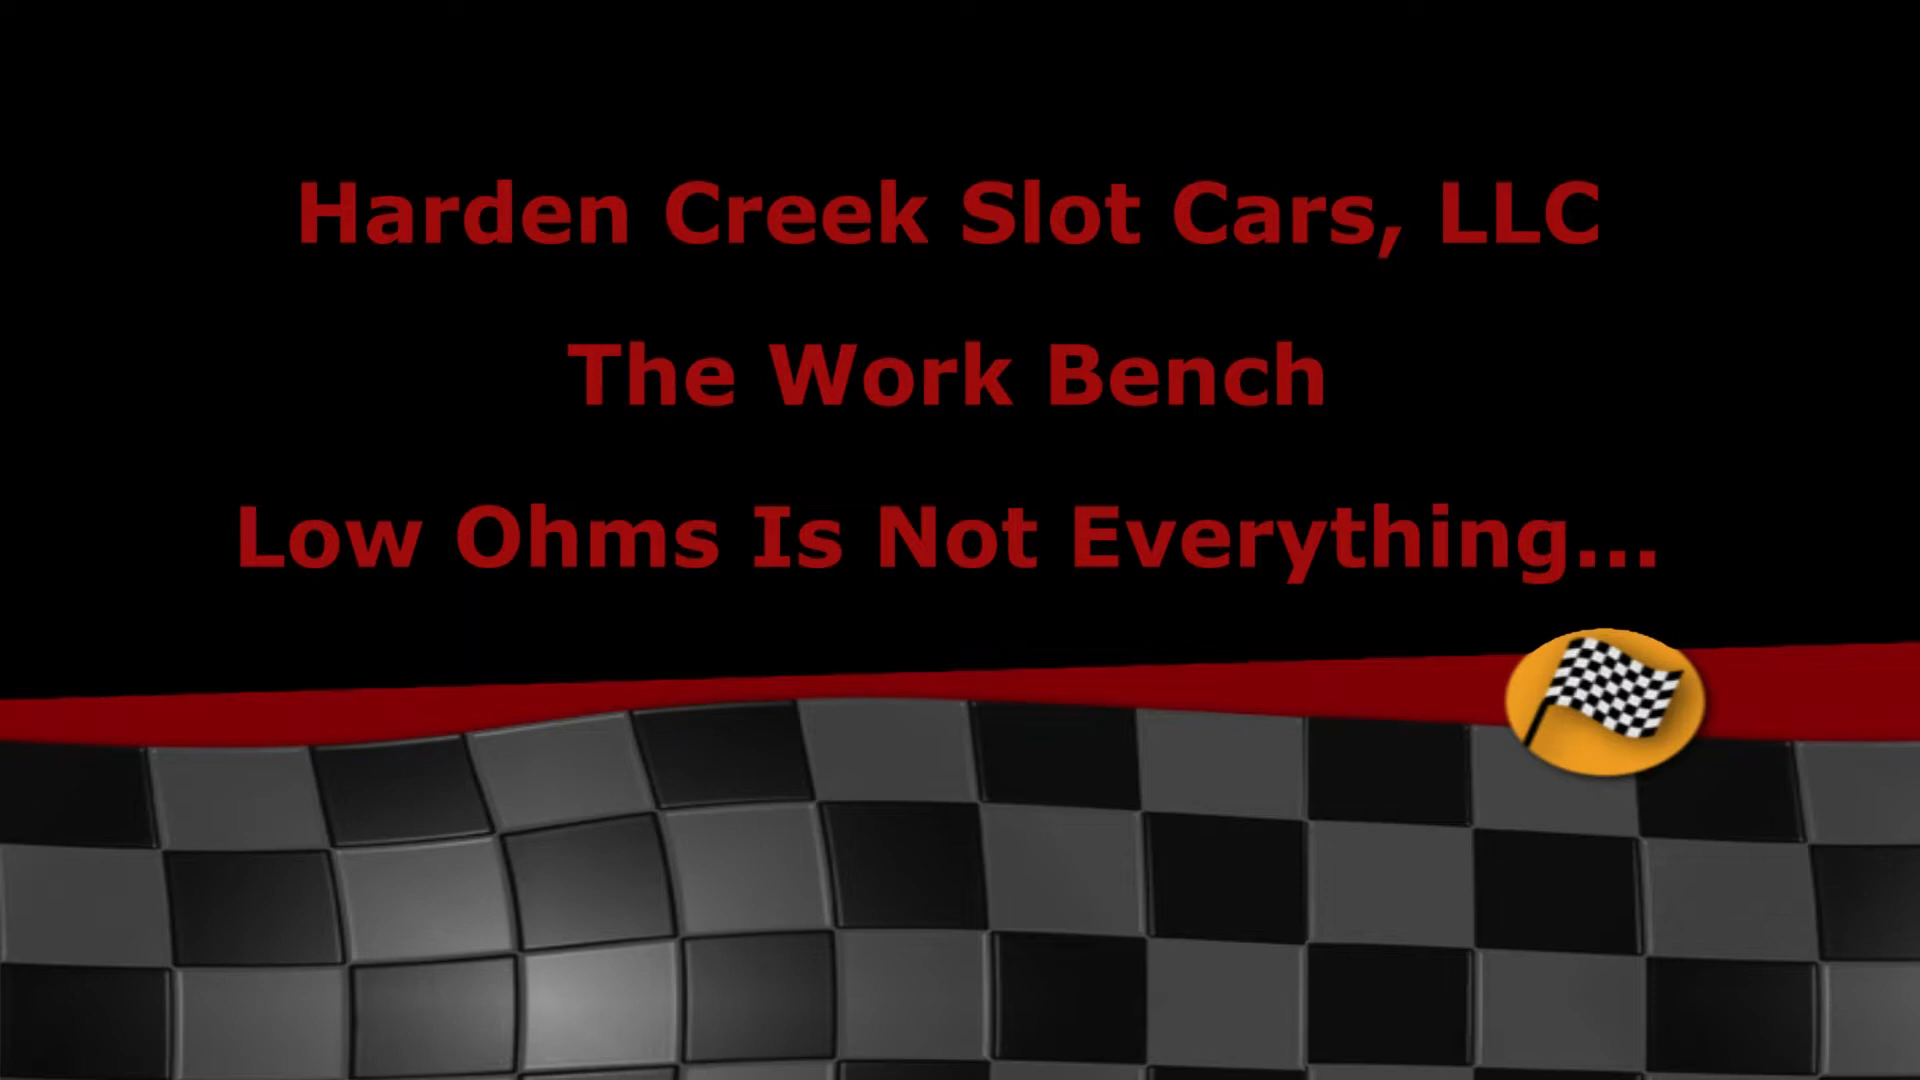 Harden Creek Slot Cars, LLC
The Work Bench
Low Ohms Is Not Everything...